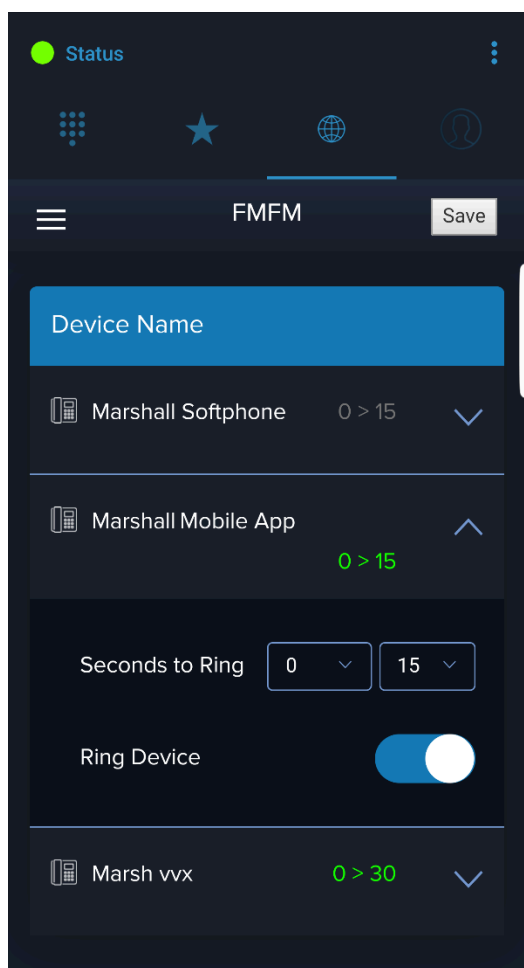 Status
FMFM
Save
Device Name
Marshall Softphone 0 > 15
Marshall Mobile App
0 > 15
Seconds to Ring 0 15
Ring Device
Marsh vvx 0 > 30